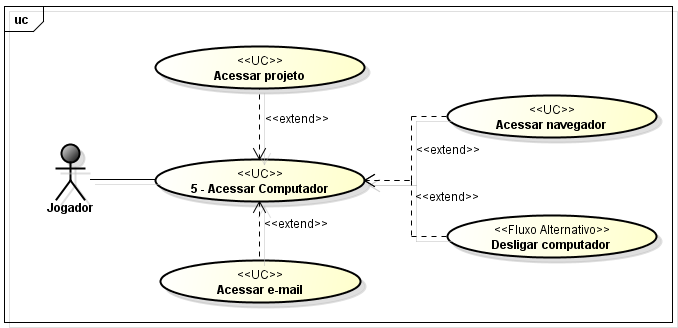 uc
<<UC>>
Acessar projeto
<<extend>>
<<UC>>
Acessar navegador
<<extend>>
<<UC>>
5 - Acessar Computador
Jogador
<<extend>>
<<extend>>
<<Fluxo Alternativo>>
Desligar computador
<<UC>>
Acessar e-mail